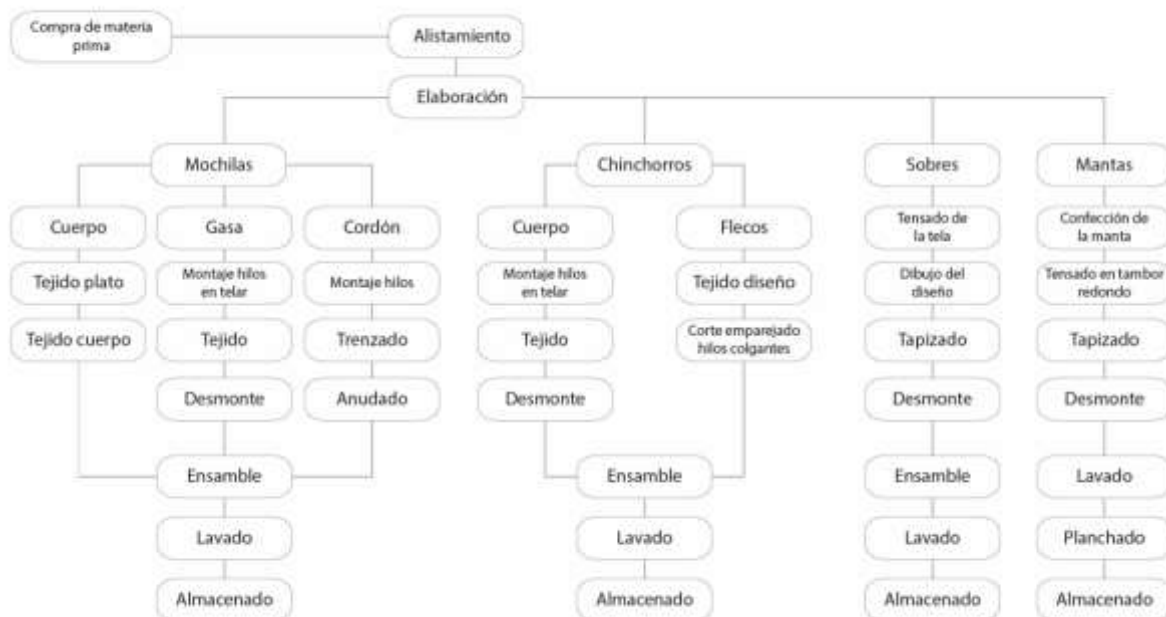 Compra de materia
prima
Alistamiento
Elaboración
Mochilas
Chinchorros
Sobres
Mantas
Cuerpo
Gasa
Cordón
Cuerpo
Flecos
Tensado de
la tela
Confección de
la manta
Tejido plato
Montaje hilos
en telar
Montaje hilos
Montaje hilos
en telar
Tejido diseño
Dibujo del
diseño
Tensado en tambor
redondo
Tejido cuerpo
Tejido
Trenzado
Tejido
Corte emparejado
hilos colgantes
Tapizado
Tapizado
Desmonte
Anudado
Desmonte
Desmonte
Desmonte
Ensamble
Ensamble
Ensamble
Lavado
Lavado
Lavado
Lavado
Planchado
Almacenado
Almacenado
Almacenado
Almacenado